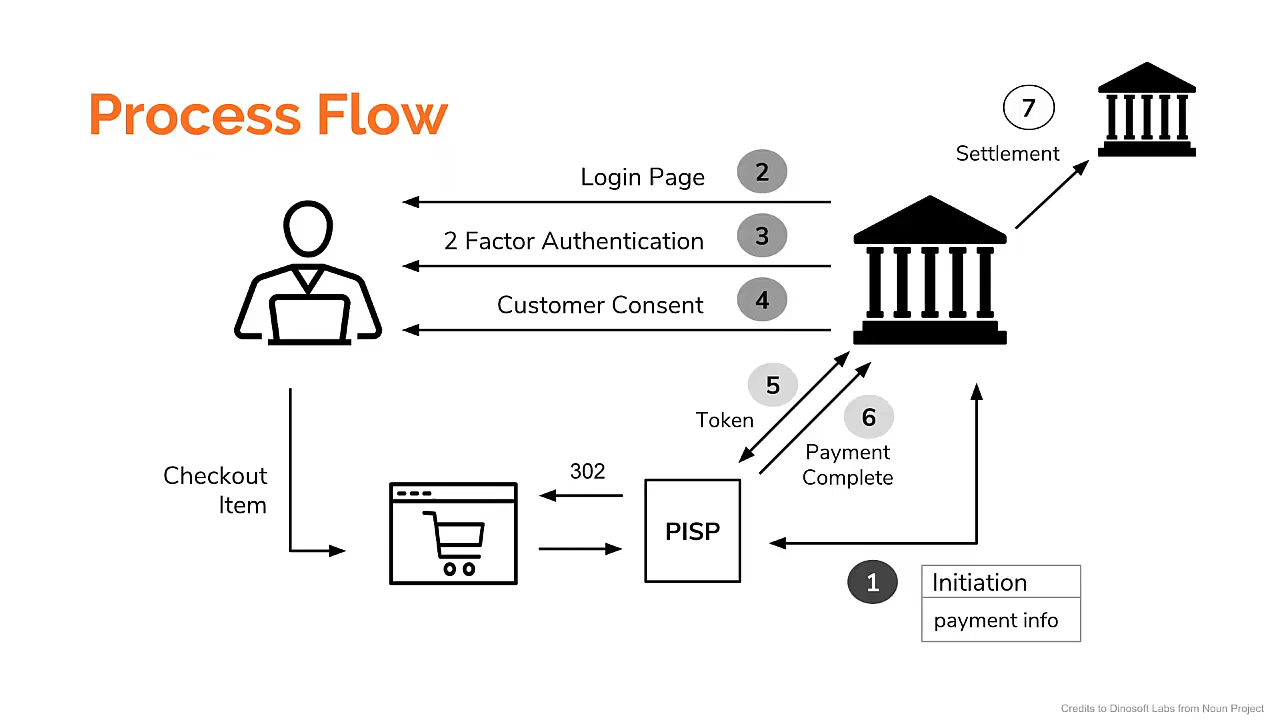 Process Flow
7
Settlement
Login Page
2
2 Factor Authentication
3
Customer Consent
4
5
Token
6
Payment
Complete
Checkout
Item
302
PISP
1
Initiation
payment info
Credits to Dinosoft Labs from Noun Project